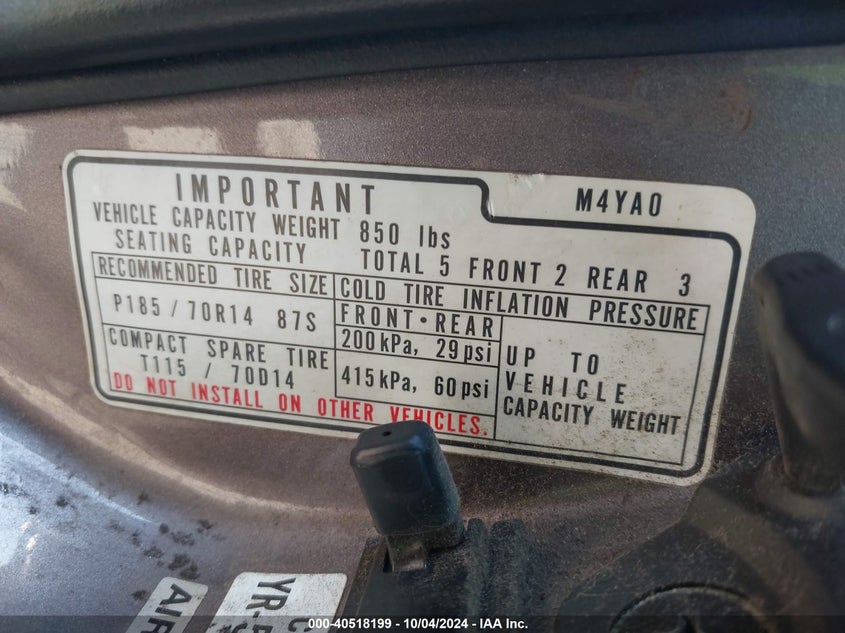 IMPORTANT
M4YA0
VEHICLE CAPACITY WEIGHT 850 lbs
SEATING CAPACITY TOTAL 5 FRONT 2 REAR 3
RECOMMENDED TIRE SIZE
COLD TIRE INFLATION PRESSURE
P185/70R14 87S
FRONT·REAR
200kPa, 29psi
UP TO
VEHICLE
CAPACITY WEIGHT
COMPACT SPARE TIRE
T115 / 70D14
415kPa, 60psi
DO NOT INSTALL ON OTHER VEHICLES.
000-40518199 - 10/04/2024 - IAA Inc.